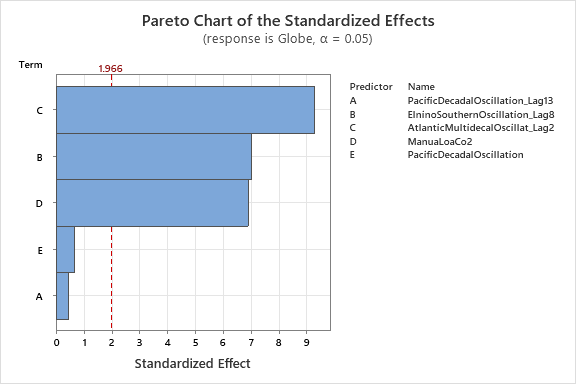 Pareto Chart of the Standardized Effects
(response is Globe, α = 0.05)
Term
1.966
C
B
D
E
A
0 1 2 3 4 5 6 7 8 9
Standardized Effect
Predictor Name
A PacificDecadalOscillation_Lag13
B ElninoSouthernOscillation_Lag8
C AtlanticMultidecalOscillat_Lag2
D ManuaLoaCo2
E PacificDecadalOscillation